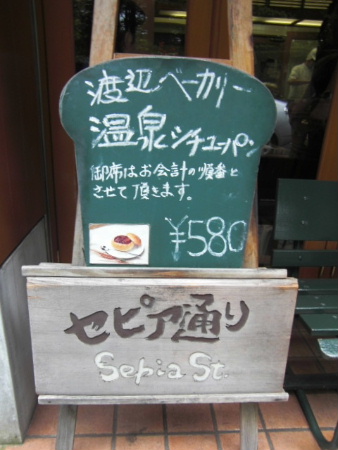 渡辺ベーカリー
温泉シチューパン
御席はお会計の順番と
させて頂きます。
¥580
セピア通り
Sepia St.